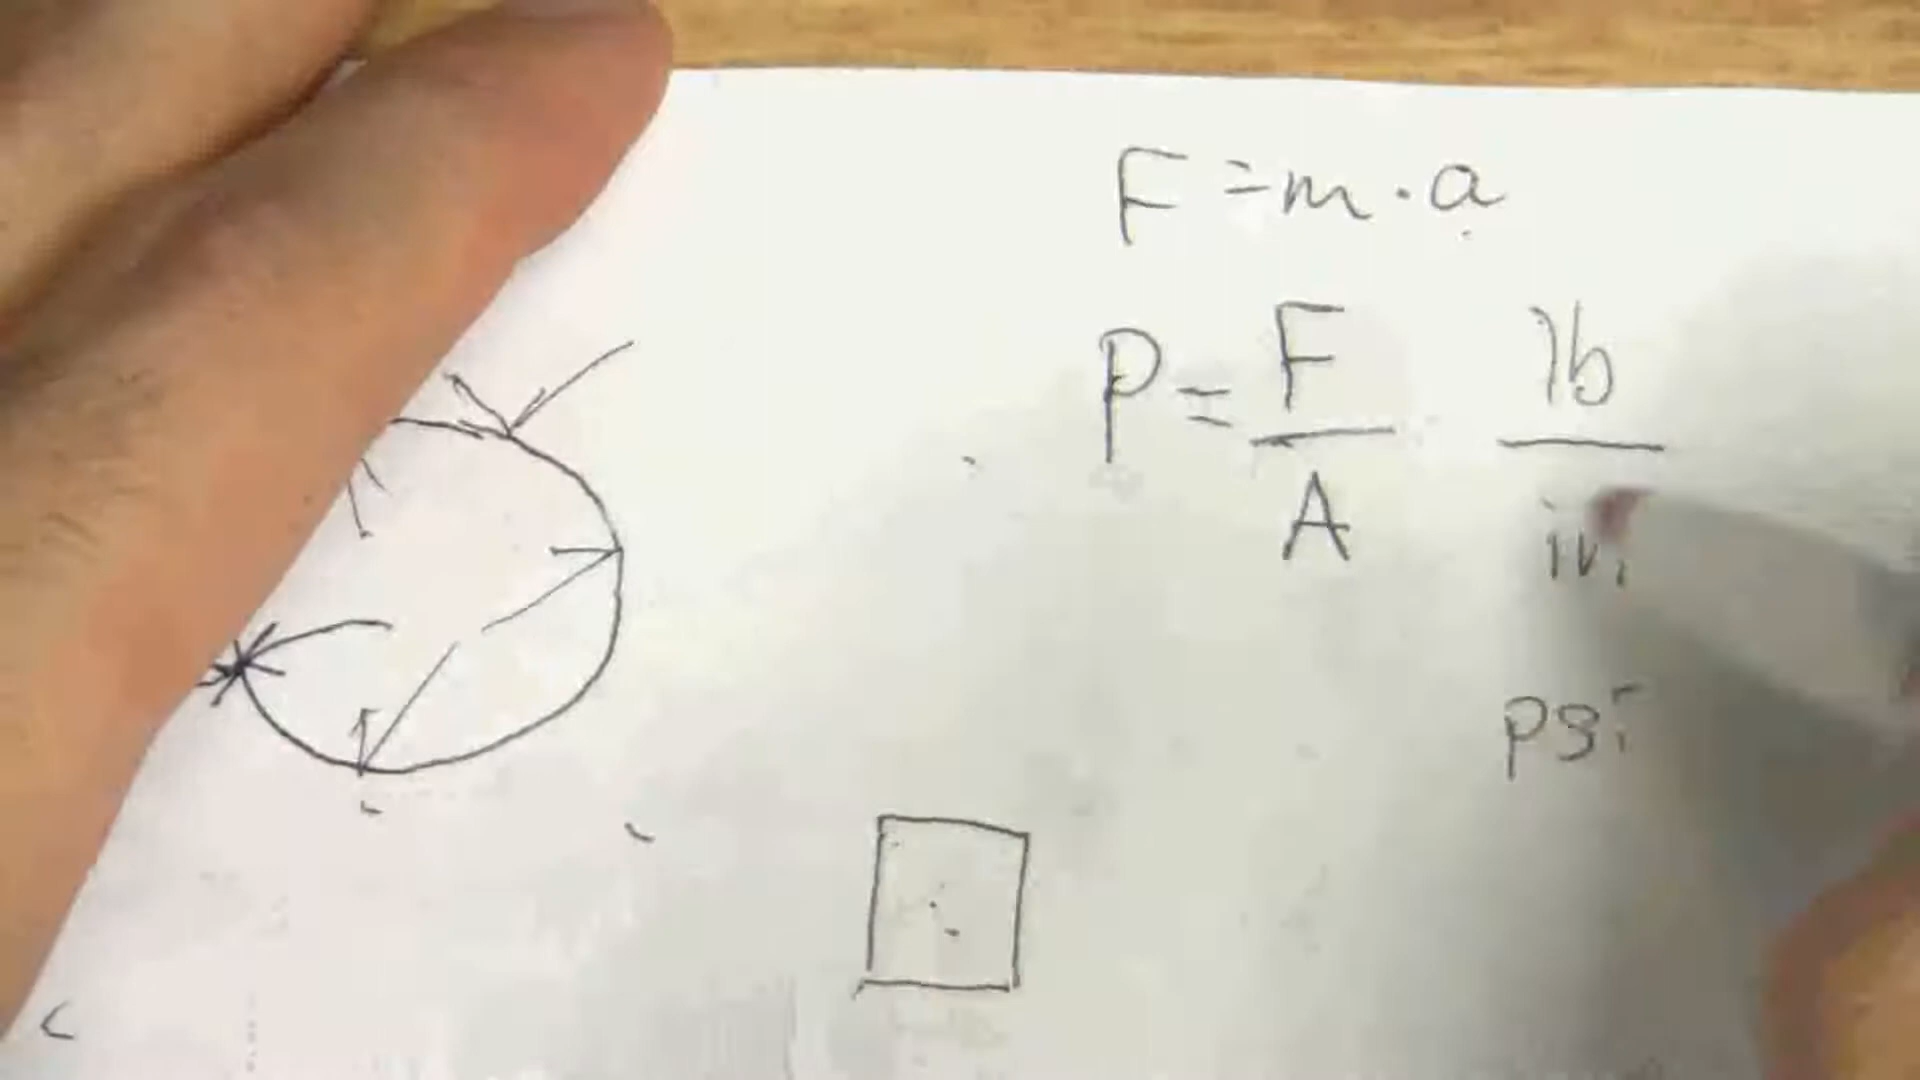 F = m · a
P = F / A lb / in
psi